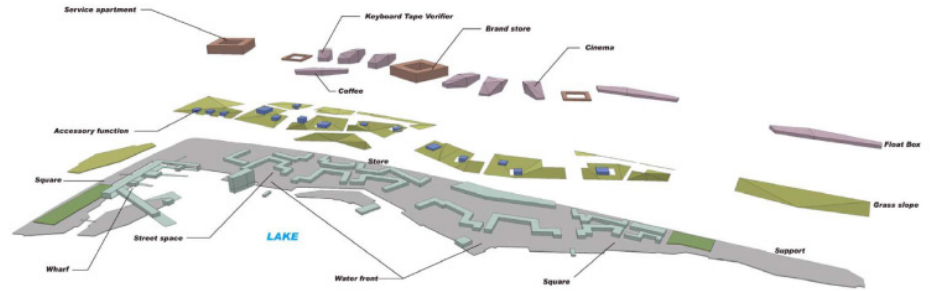 Service apartment
Keyboard Tape Verifier
Brand store
Cinema
Coffee
Accessory function
Float Box
Store
Square
Grass slope
Street space
LAKE
Support
Wharf
Water front
Square